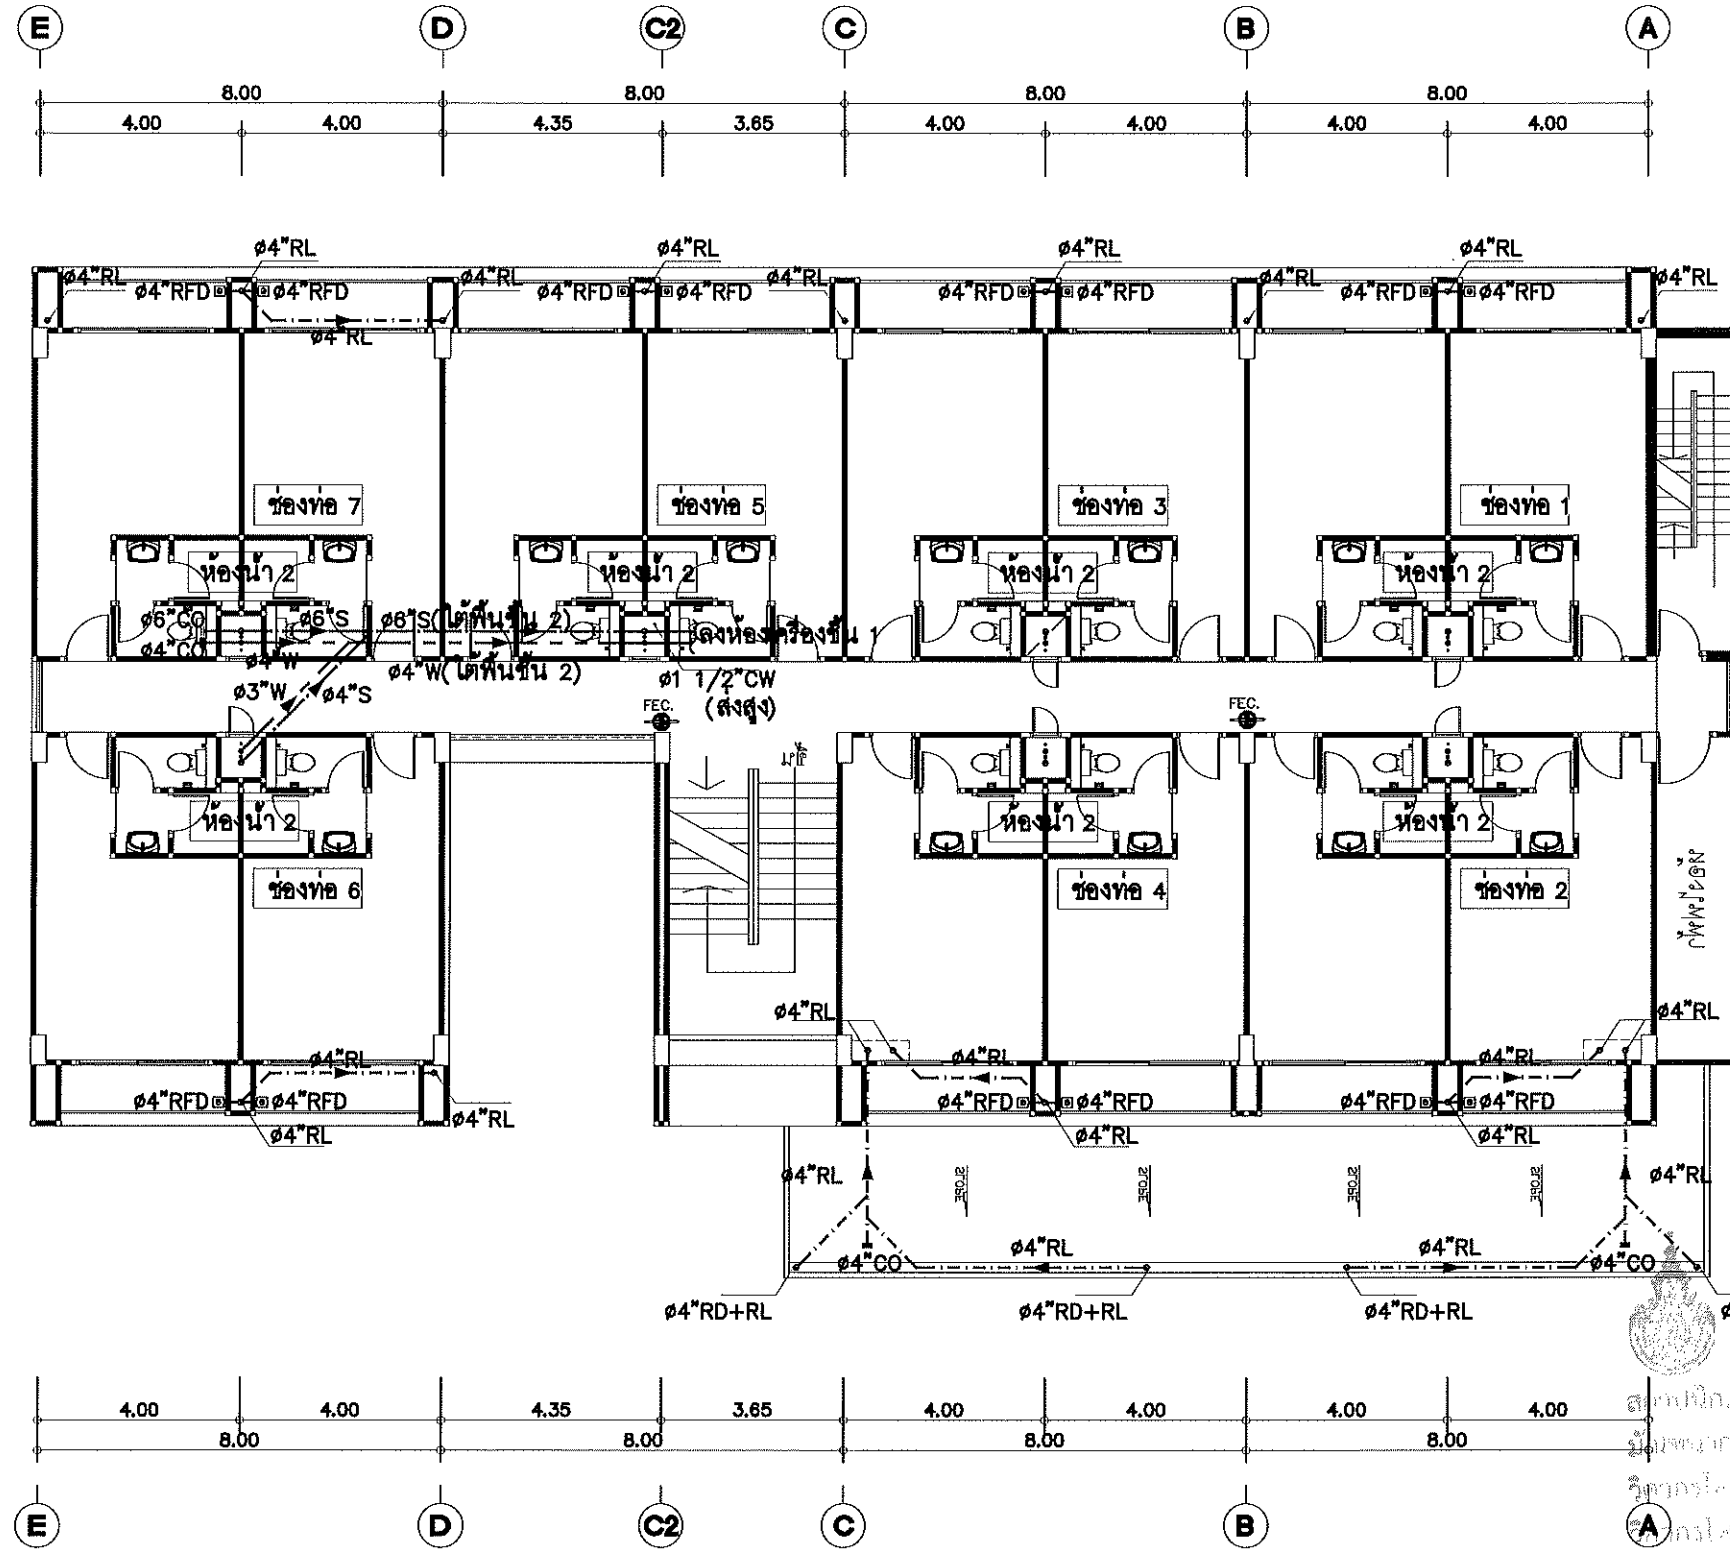 E D C2 C B A
8.00 8.00 8.00 8.00
4.00 4.00 4.35 3.65 4.00 4.00 4.00 4.00
ø4"RL ø4"RL ø4"RL ø4"RL
ø4"RL ø4"RL ø4"RL ø4"RL ø4"RL
ø4"RFD ø4"RFD ø4"RFD ø4"RFD ø4"RFD ø4"RFD ø4"RFD ø4"RFD
ø4"RL
ช่องท่อ 7 ช่องท่อ 5 ช่องท่อ 3 ช่องท่อ 1
ห้องน้ำ 2 ห้องน้ำ 2 ห้องน้ำ 2 ห้องน้ำ 2
ø6"CO ø6"S ø6"S(ใต้พื้นชั้น 2) (ลงห้องเครื่องชั้น 1
ø4"CO ø4"W ø4"W(ใต้พื้นชั้น 2) ø1 1/2"CW
ø3"W ø4"S (ส่งสูง)
FEC. FEC.
ห้องน้ำ 2 ห้องน้ำ 2 ห้องน้ำ 2
ช่องท่อ 6 ช่องท่อ 4 ช่องท่อ 2
ø4"RL ø4"RL
ø4"RL ø4"RL ø4"RL
ø4"RFD ø4"RFD ø4"RFD ø4"RFD ø4"RFD ø4"RFD
ø4"RL ø4"RL ø4"RL ø4"RL
ø4"RL SLOPE SLOPE SLOPE SLOPE ø4"RL
ø4"CO ø4"RL ø4"RL ø4"CO
ø4"RD+RL ø4"RD+RL ø4"RD+RL ø
4.00 4.00 4.35 3.65 4.00 4.00 4.00 4.00
8.00 8.00 8.00 8.00
E D C2 C B A